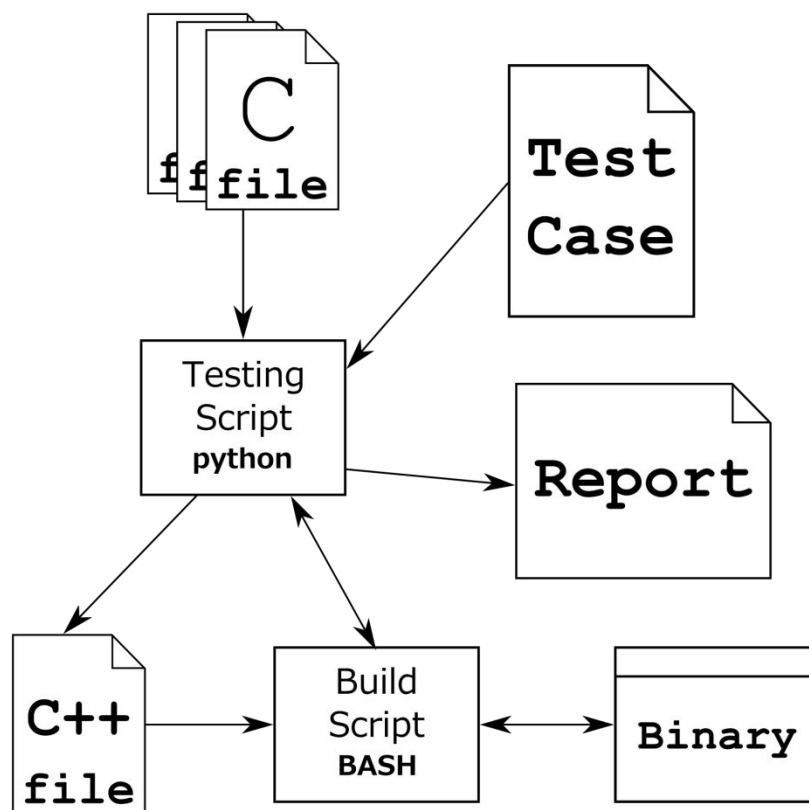 C
f f file
Test
Case
Testing
Script
python
Report
C++
file
Build
Script
BASH
Binary